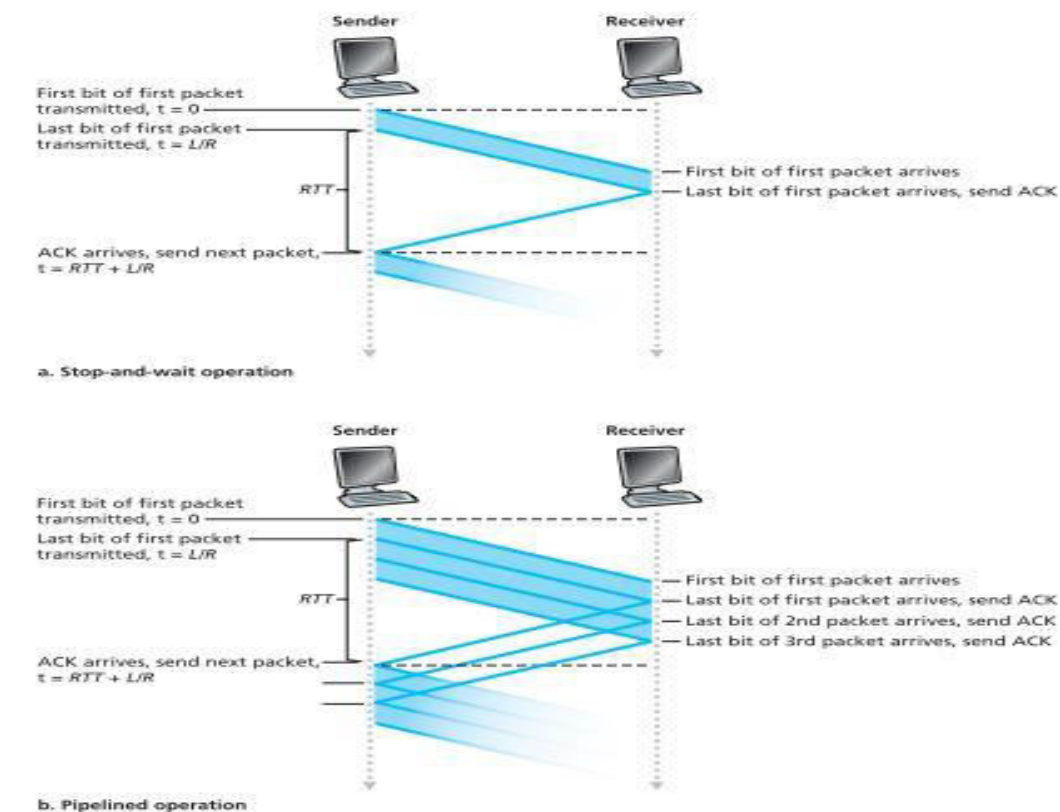 Sender
Receiver
First bit of first packet
transmitted, t = 0
Last bit of first packet
transmitted, t = L/R
RTT
First bit of first packet arrives
Last bit of first packet arrives, send ACK
ACK arrives, send next packet,
t = RTT + L/R
a. Stop-and-wait operation
Sender
Receiver
First bit of first packet
transmitted, t = 0
Last bit of first packet
transmitted, t = L/R
RTT
First bit of first packet arrives
Last bit of first packet arrives, send ACK
Last bit of 2nd packet arrives, send ACK
Last bit of 3rd packet arrives, send ACK
ACK arrives, send next packet,
t = RTT + L/R
b. Pipelined operation